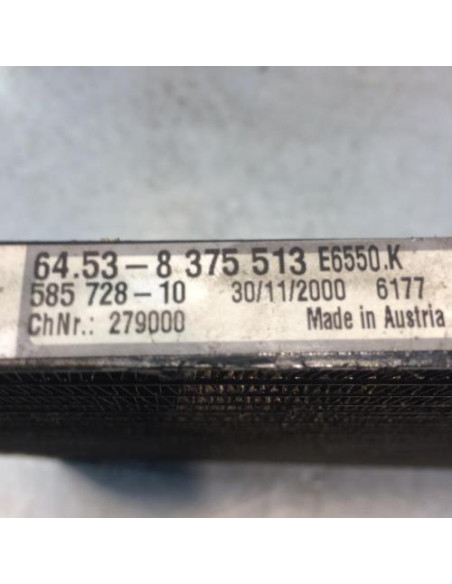 64.53-8 375 513 E6550.K
585 728-10 30/11/2000 6177
ChNr.: 279000 Made in Austria